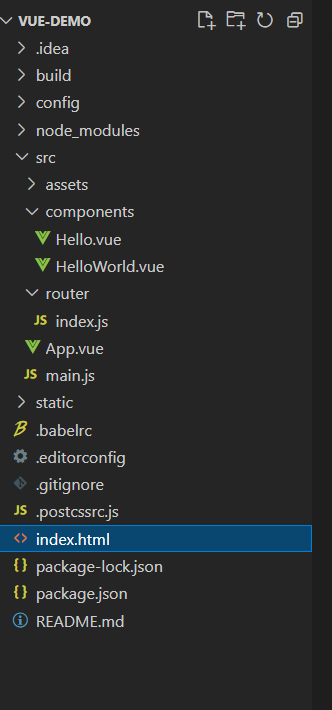 VUE-DEMO
.idea
build
config
node_modules
src
assets
components
Hello.vue
HelloWorld.vue
router
JS index.js
App.vue
JS main.js
static
.babelrc
.editorconfig
.gitignore
JS .postcssrc.js
<> index.html
{} package-lock.json
{} package.json
README.md